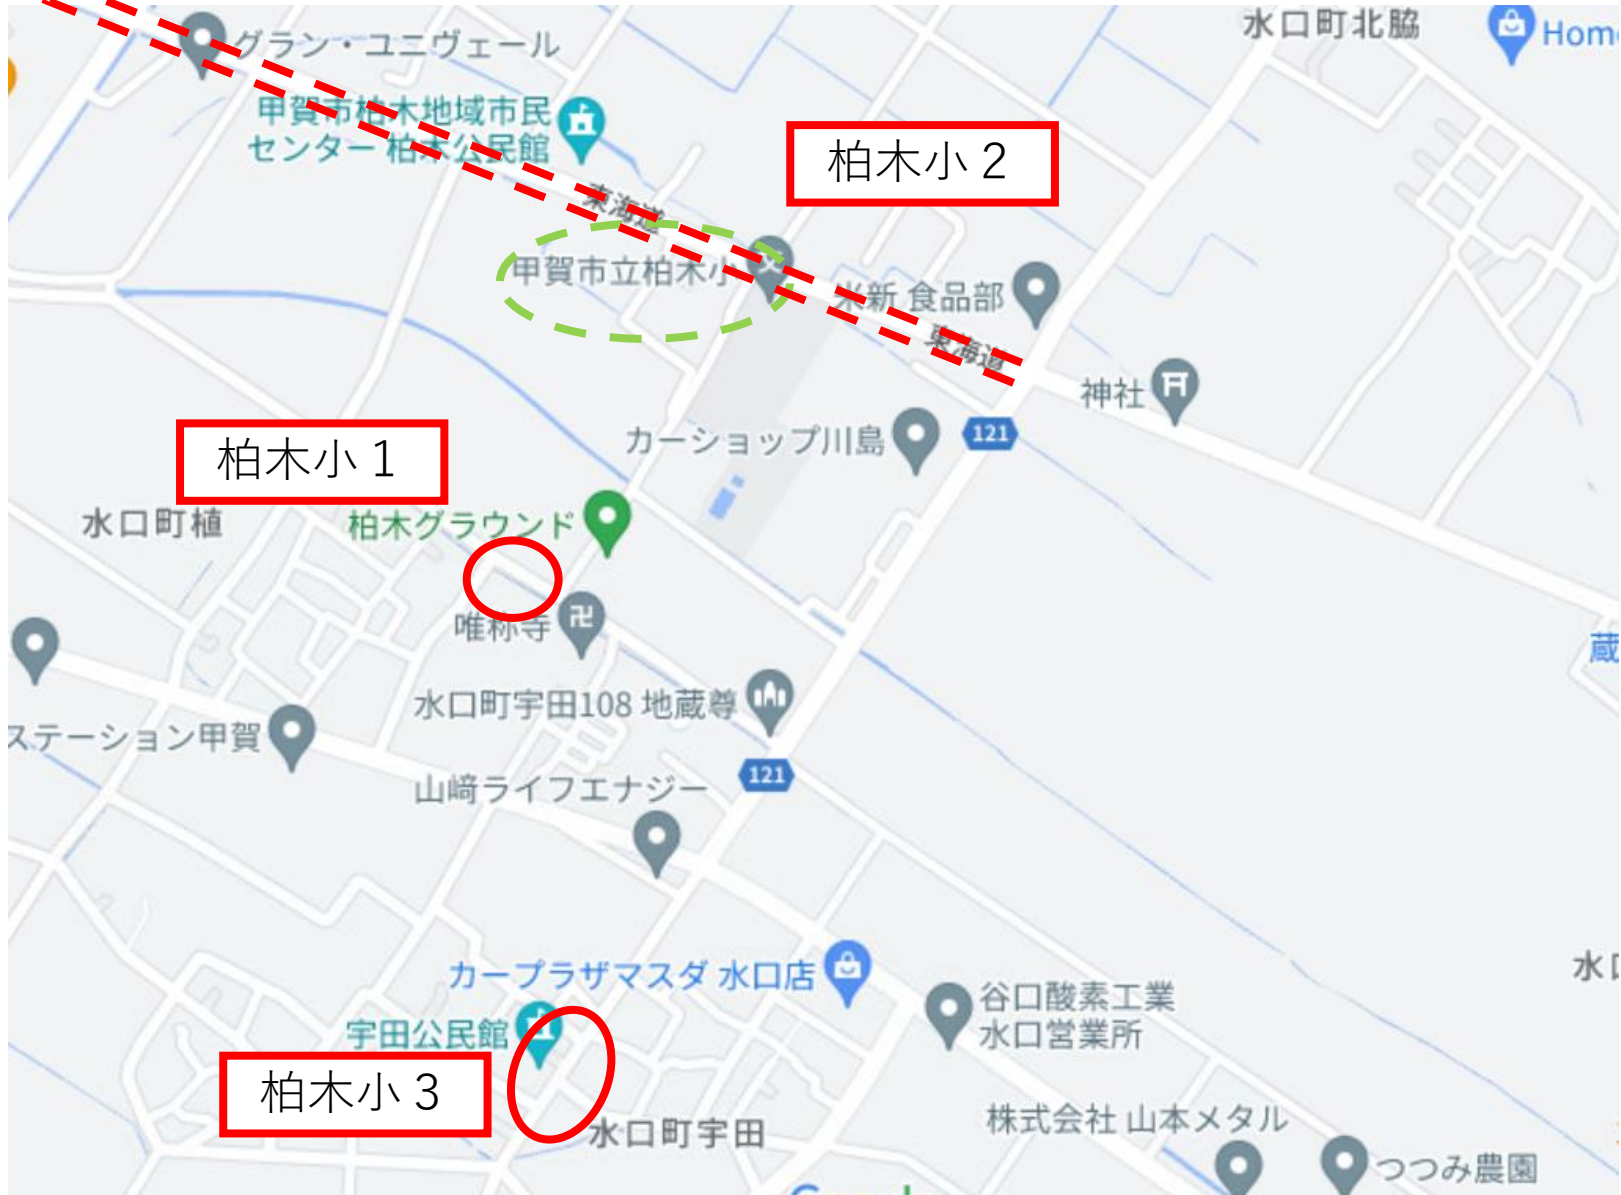 水口町北脇
Hom
グラン・ユニヴェール
甲賀市柏木地域市民
センター 柏木公民館
柏木小２
東海道
甲賀市立柏木小
米新 食品部
東海道
神社
121
カーショップ川島
柏木小１
水口町植
柏木グラウンド
唯称寺
蔵
水口町宇田108 地蔵尊
ステーション甲賀
121
山﨑ライフエナジー
カープラザマスダ 水口店
水口
谷口酸素工業
水口営業所
宇田公民館
柏木小３
水口町宇田
株式会社 山本メタル
つつみ農園